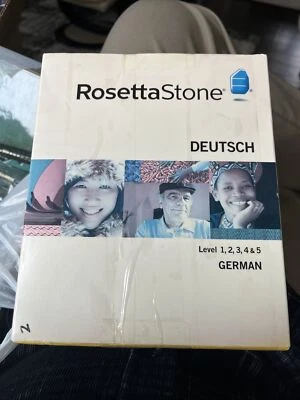 RosettaStone®
DEUTSCH
Level 1, 2, 3, 4 & 5
GERMAN
N